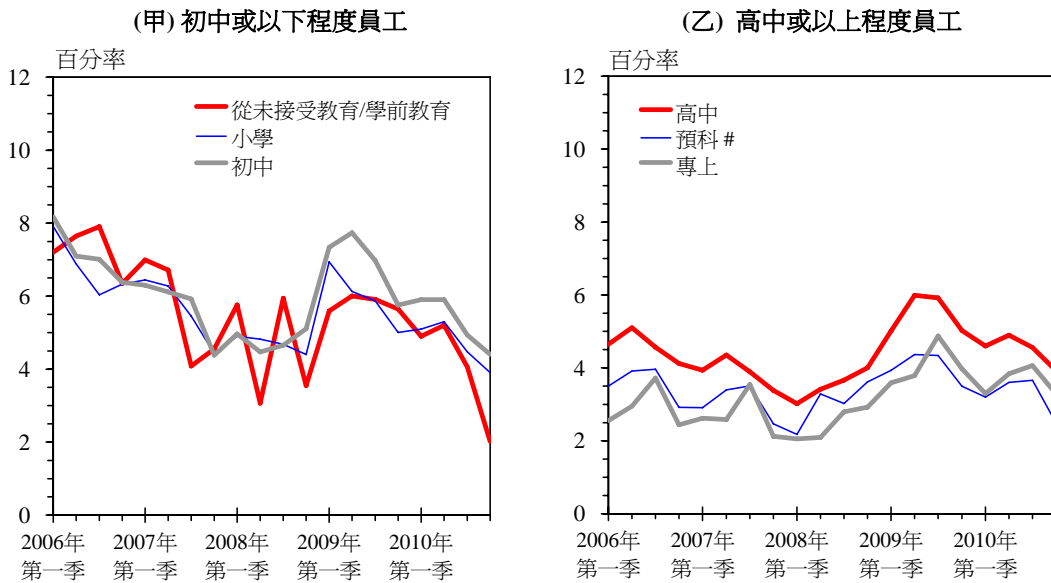 (甲) 初中或以下程度員工
百分率
12
10
8
6
4
2
0
從未接受教育/學前教育
小學
初中
2006年
第一季
2007年
第一季
2008年
第一季
2009年
第一季
2010年
第一季
(乙) 高中或以上程度員工
百分率
12
10
8
6
4
2
0
高中
預科 #
專上
2006年
第一季
2007年
第一季
2008年
第一季
2009年
第一季
2010年
第一季